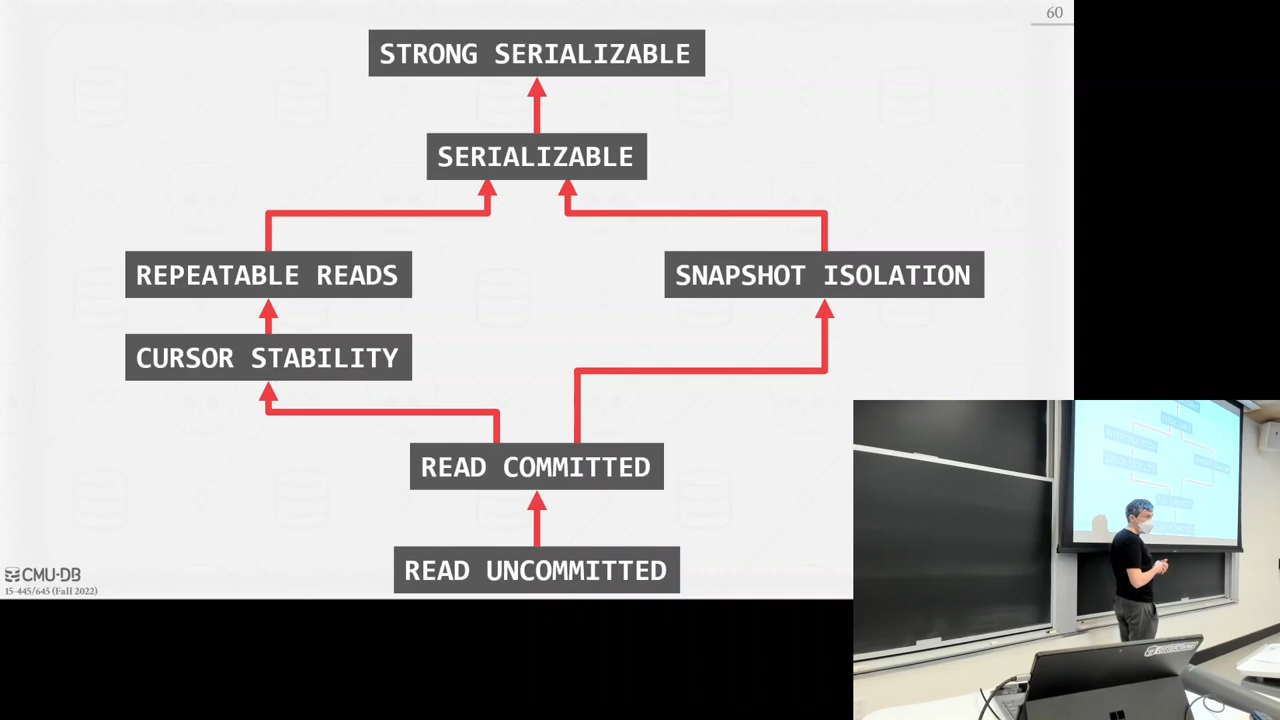 60
STRONG SERIALIZABLE
SERIALIZABLE
REPEATABLE READS
SNAPSHOT ISOLATION
CURSOR STABILITY
READ COMMITTED
READ UNCOMMITTED
CMU·DB
15-445/645 (Fall 2022)